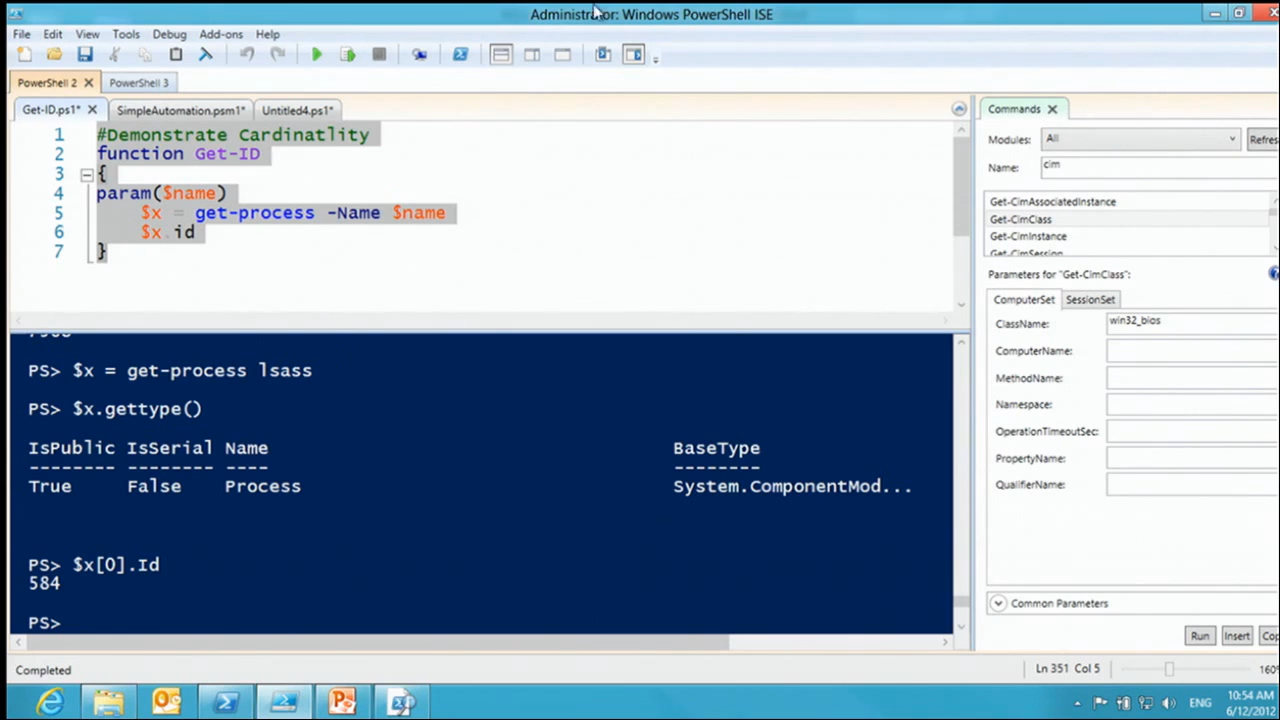 Administrator: Windows PowerShell ISE
File Edit View Tools Debug Add-ons Help
PowerShell 2 PowerShell 3
Get-ID.ps1* SimpleAutomation.psm1* Untitled4.ps1*
1 #Demonstrate Cardinatlity
2 function Get-ID
3 {
4 param($name)
5 $x = get-process -Name $name
6 $x.id
7 }
PS> $x = get-process lsass
PS> $x.gettype()
IsPublic IsSerial Name BaseType
-------- -------- ---- --------
True False Process System.ComponentMod...
PS> $x[0].Id
584
PS>
Completed
Ln 351 Col 5
160%
Commands
Modules: All Refres
Name: cim
Get-CimAssociatedInstance
Get-CimClass
Get-CimInstance
Get-CimSession
Parameters for "Get-CimClass":
ComputerSet SessionSet
ClassName: win32_bios
ComputerName:
MethodName:
Namespace:
OperationTimeoutSec:
PropertyName:
QualifierName:
Common Parameters
Run Insert Cop
ENG
10:54 AM
6/12/2012